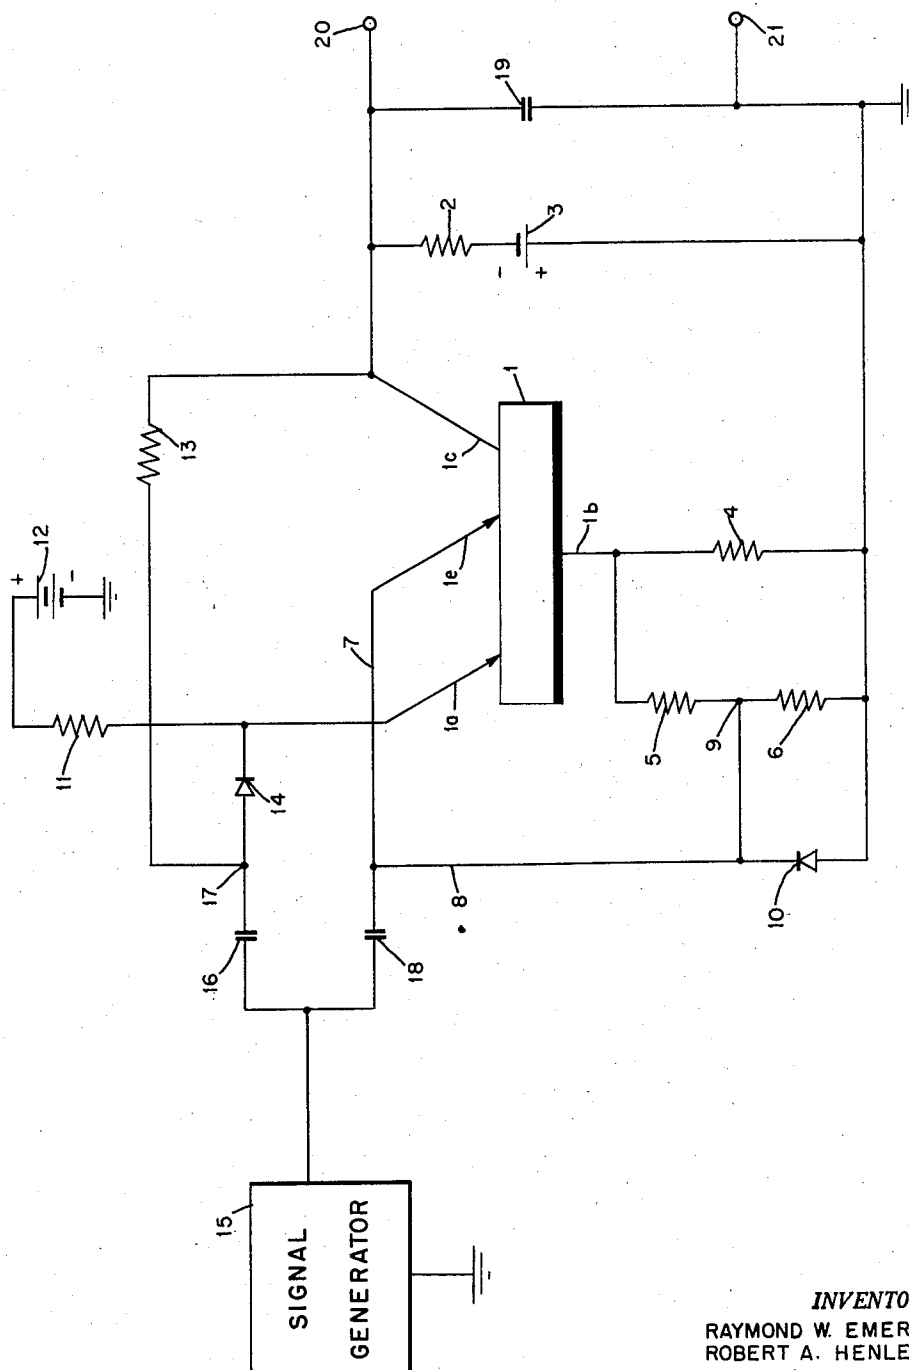 20
21
19
2
3
13
1
1c
12
+
-
-
+
1e
1b
4
7
1a
11
14
5
9
6
17
8
10
16
18
15
SIGNAL
GENERATOR
INVENTO
RAYMOND W. EMER
ROBERT A. HENLE